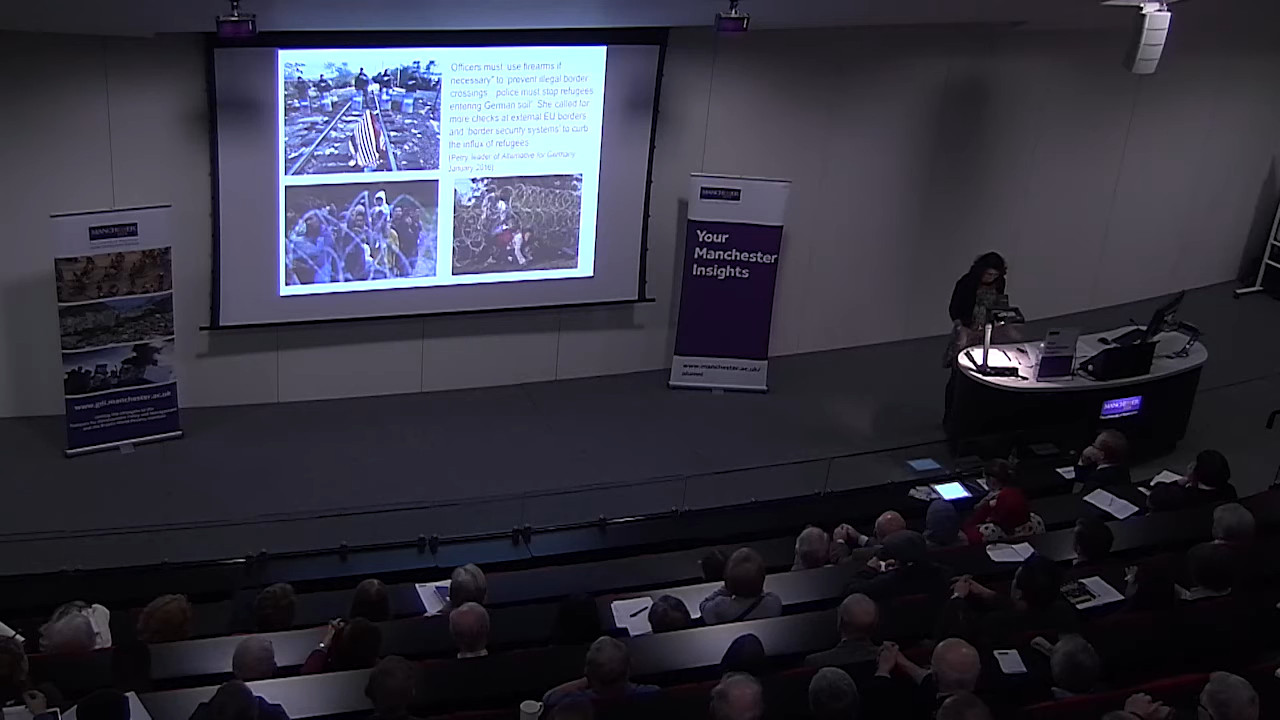 Officers must 'use firearms if
necessary" to 'prevent illegal border
crossings police must stop refugees
entering German soil' She called for
more checks at external EU borders
and 'border security systems' to curb
the influx of refugees
(Petry, leader of Alternative for Germany
January 2016)
MANCHESTER
Your
Manchester
Insights
www.manchester.ac.uk/
alumni
MANCHESTER
www.gdi.manchester.ac.uk
MANCHESTER